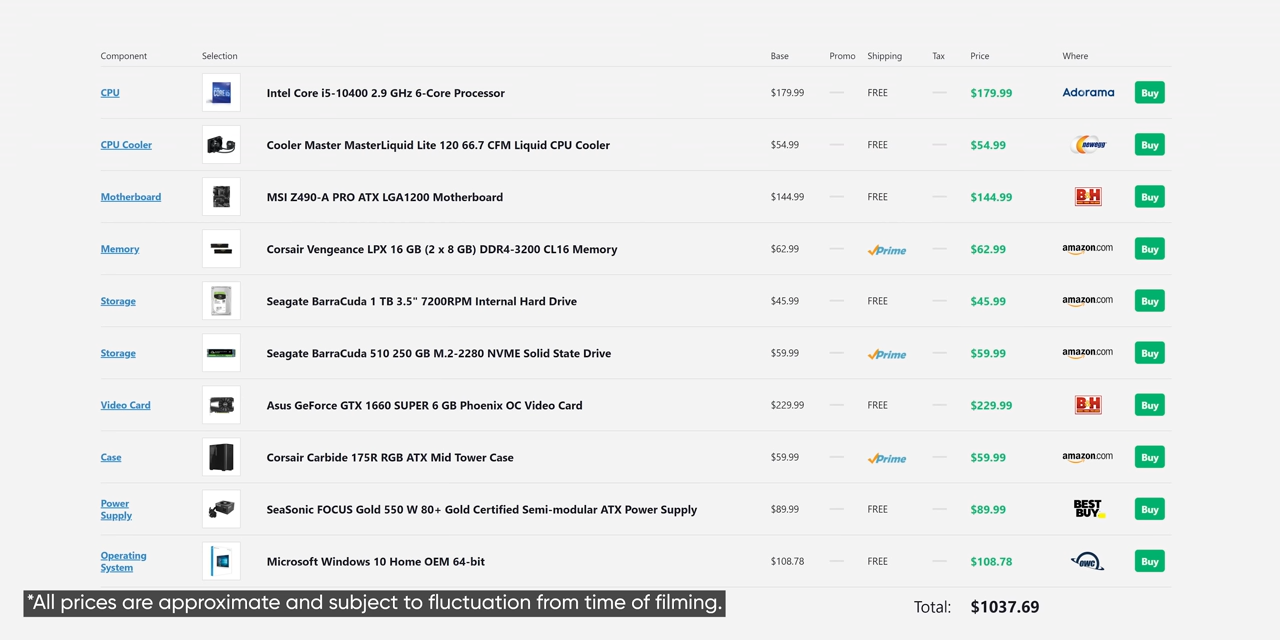 Component Selection Base Promo Shipping Tax Price Where
CPU Intel Core i5-10400 2.9 GHz 6-Core Processor $179.99 — FREE — $179.99 Adorama Buy
CPU Cooler Cooler Master MasterLiquid Lite 120 66.7 CFM Liquid CPU Cooler $54.99 — FREE — $54.99 newegg Buy
Motherboard MSI Z490-A PRO ATX LGA1200 Motherboard $144.99 — FREE — $144.99 B&H Buy
Memory Corsair Vengeance LPX 16 GB (2 x 8 GB) DDR4-3200 CL16 Memory $62.99 — Prime — $62.99 amazon.com Buy
Storage Seagate BarraCuda 1 TB 3.5" 7200RPM Internal Hard Drive $45.99 — FREE — $45.99 amazon.com Buy
Storage Seagate BarraCuda 510 250 GB M.2-2280 NVME Solid State Drive $59.99 — Prime — $59.99 amazon.com Buy
Video Card Asus GeForce GTX 1660 SUPER 6 GB Phoenix OC Video Card $229.99 — FREE — $229.99 B&H Buy
Case Corsair Carbide 175R RGB ATX Mid Tower Case $59.99 — Prime — $59.99 amazon.com Buy
Power
Supply SeaSonic FOCUS Gold 550 W 80+ Gold Certified Semi-modular ATX Power Supply $89.99 — FREE — $89.99 BEST BUY Buy
Operating
System Microsoft Windows 10 Home OEM 64-bit $108.78 — FREE — $108.78 OWC Buy
*All prices are approximate and subject to fluctuation from time of filming.
Total: $1037.69